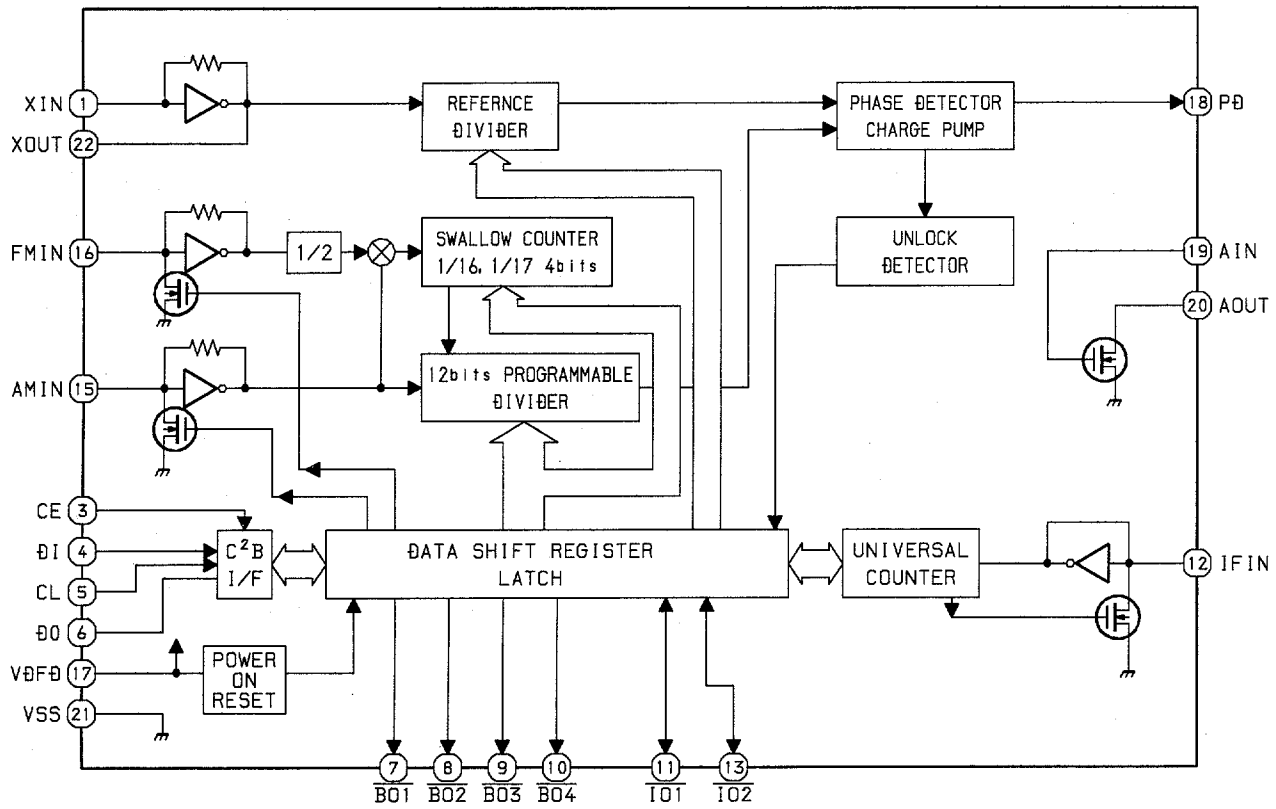 XIN 1
XOUT 22
REFERNCE
DIVIDER
PHASE DETECTOR
CHARGE PUMP
18 PD
FMIN 16
1/2
SWALLOW COUNTER
1/16, 1/17 4bits
UNLOCK
DETECTOR
19 AIN
20 AOUT
AMIN 15
12bits PROGRAMMABLE
DIVIDER
CE 3
DI 4
CL 5
DO 6
C²B
I/F
DATA SHIFT REGISTER
LATCH
UNIVERSAL
COUNTER
12 IFIN
VDFD 17
POWER
ON
RESET
VSS 21
7 8 9 10 11 13
BO1 BO2 BO3 BO4 IO1 IO2